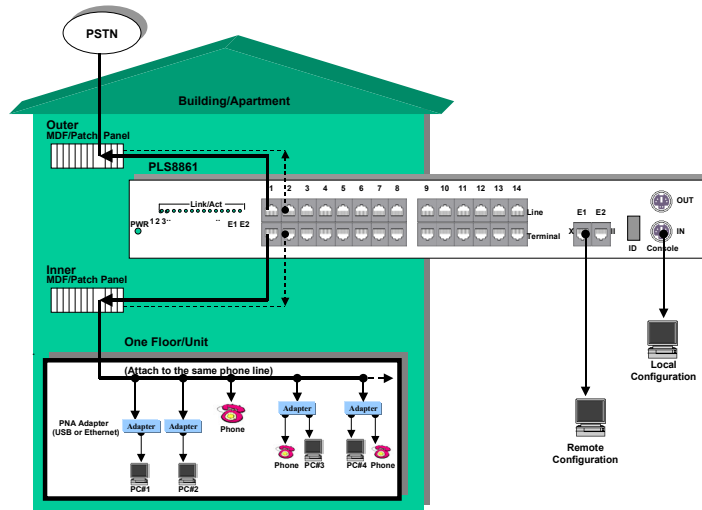 PSTN
Building/Apartment
Outer
MDF/Patch Panel
PLS8861
Link/Act
PWR
1 2 3··
··
E1 E2
1 2 3 4 5 6 7 8
9 10 11 12 13 14
Line
Terminal
E1 E2
X
II
ID
OUT
IN
Console
Inner
MDF/Patch Panel
One Floor/Unit
(Attach to the same phone line)
PNA Adapter
(USB or Ethernet)
Adapter
Adapter
Phone
Adapter
Adapter
PC#1
PC#2
Phone
PC#3
PC#4
Phone
Local
Configuration
Remote
Configuration